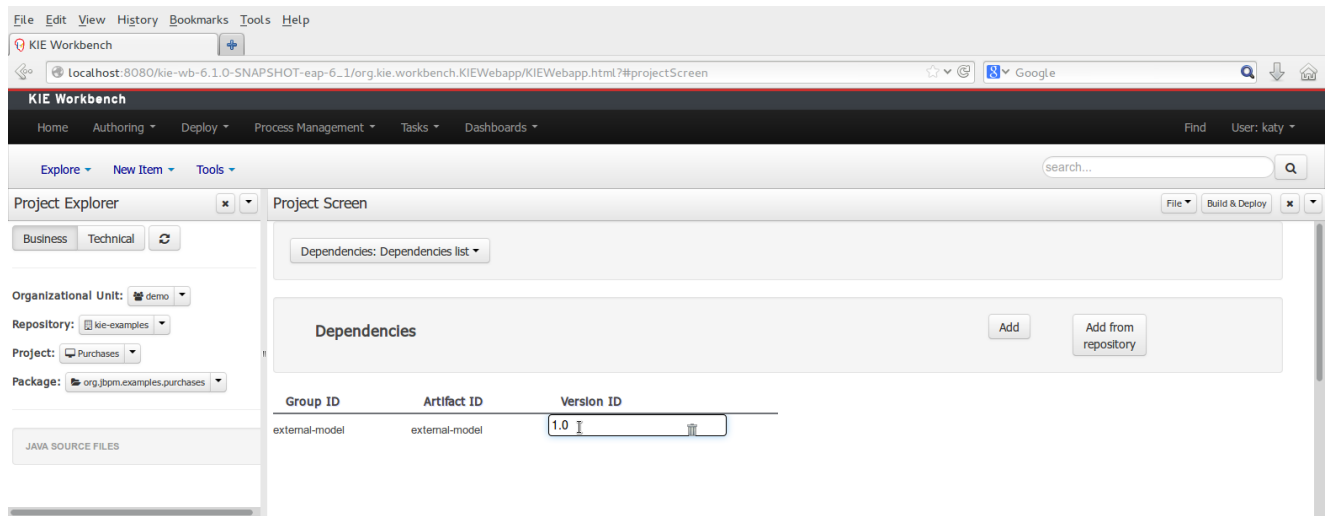 File Edit View History Bookmarks Tools Help
KIE Workbench
localhost:8080/kie-wb-6.1.0-SNAPSHOT-eap-6_1/org.kie.workbench.KIEWebapp/KIEWebapp.html?#projectScreen
Google
KIE Workbench
Home Authoring Deploy Process Management Tasks Dashboards Find User: katy
Explore New Item Tools search...
Project Explorer Project Screen File Build & Deploy
Business Technical
Dependencies: Dependencies list
Organizational Unit: demo
Repository: kie-examples
Project: Purchases
Package: org.jbpm.examples.purchases
JAVA SOURCE FILES
Dependencies Add Add from
repository
Group ID Artifact ID Version ID
external-model external-model 1.0